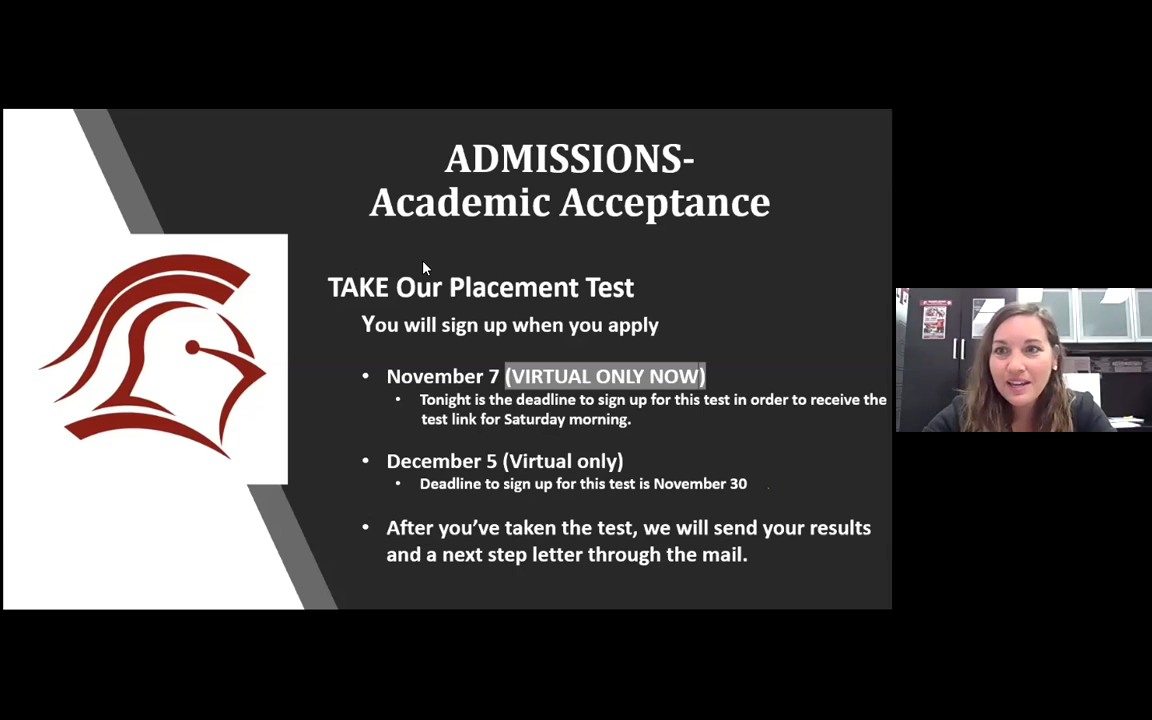 ADMISSIONS-
Academic Acceptance
TAKE Our Placement Test
You will sign up when you apply
• November 7 (VIRTUAL ONLY NOW)
• Tonight is the deadline to sign up for this test in order to receive the
test link for Saturday morning.
• December 5 (Virtual only)
• Deadline to sign up for this test is November 30
• After you’ve taken the test, we will send your results
and a next step letter through the mail.